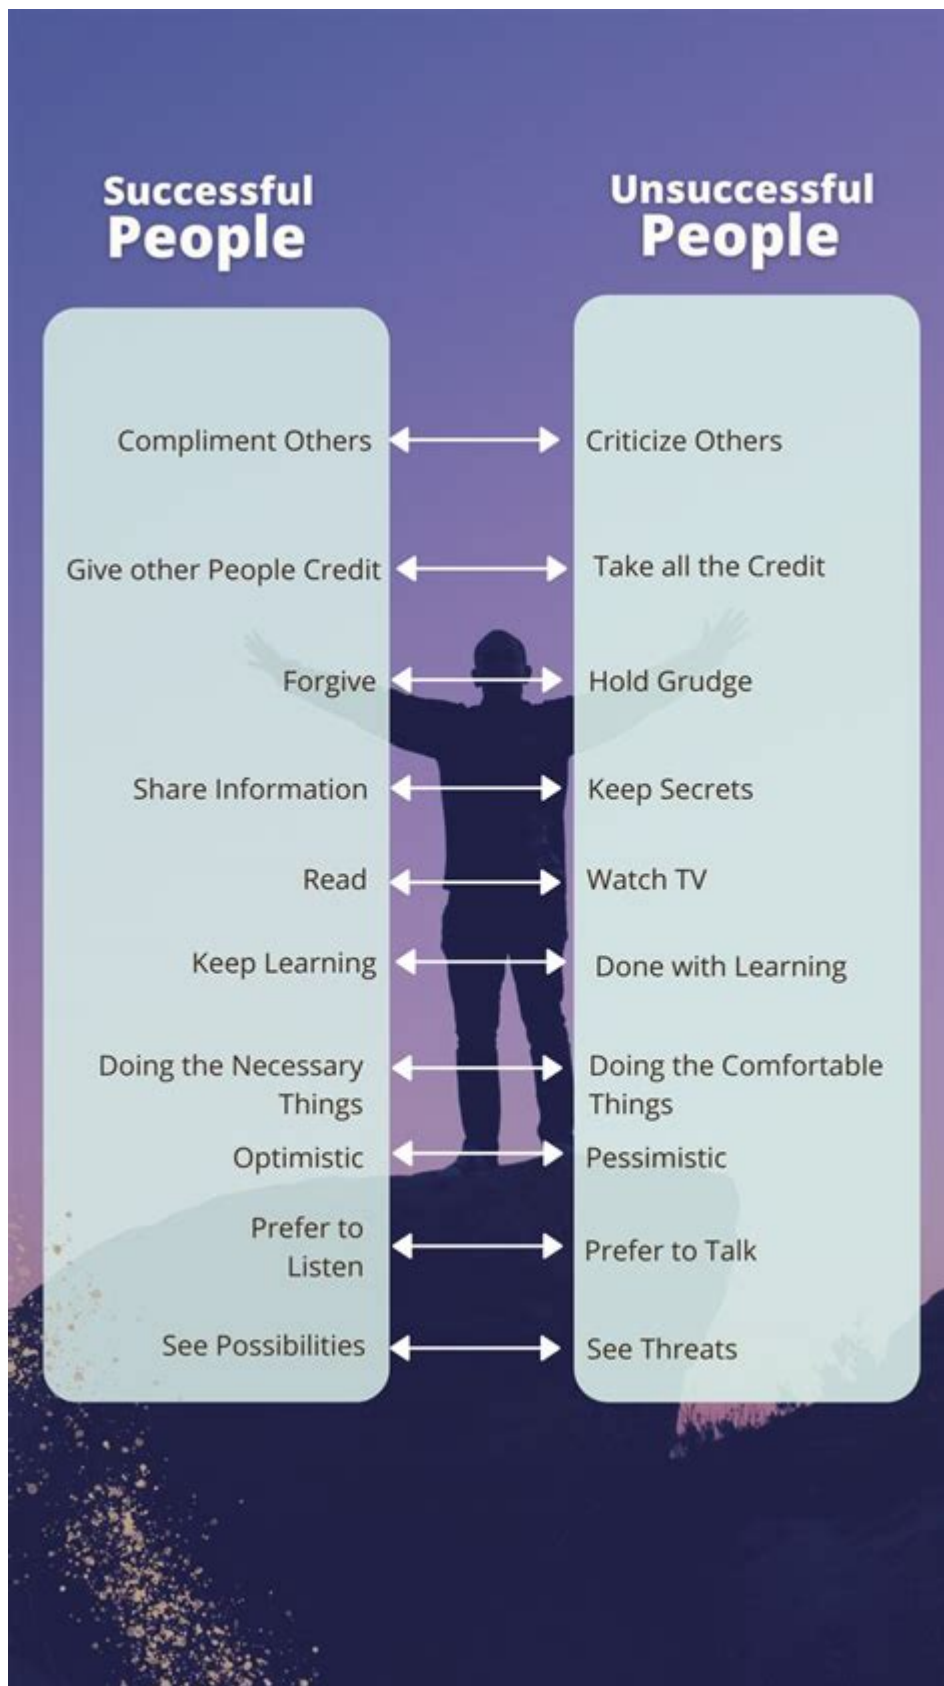 Successful
People
Unsuccessful
People
Compliment Others
Criticize Others
Give other People Credit
Take all the Credit
Forgive
Hold Grudge
Share Information
Keep Secrets
Read
Watch TV
Keep Learning
Done with Learning
Doing the Necessary
Things
Doing the Comfortable
Things
Optimistic
Pessimistic
Prefer to
Listen
Prefer to Talk
See Possibilities
See Threats